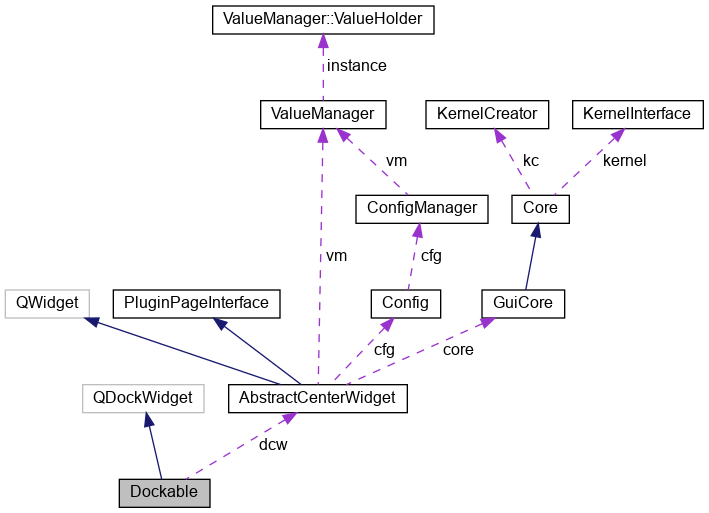 ValueManager::ValueHolder
instance
ValueManager
KernelCreator
KernelInterface
vm
kc
kernel
ConfigManager
Core
vm
cfg
QWidget
PluginPageInterface
Config
GuiCore
cfg
core
QDockWidget
AbstractCenterWidget
dcw
Dockable